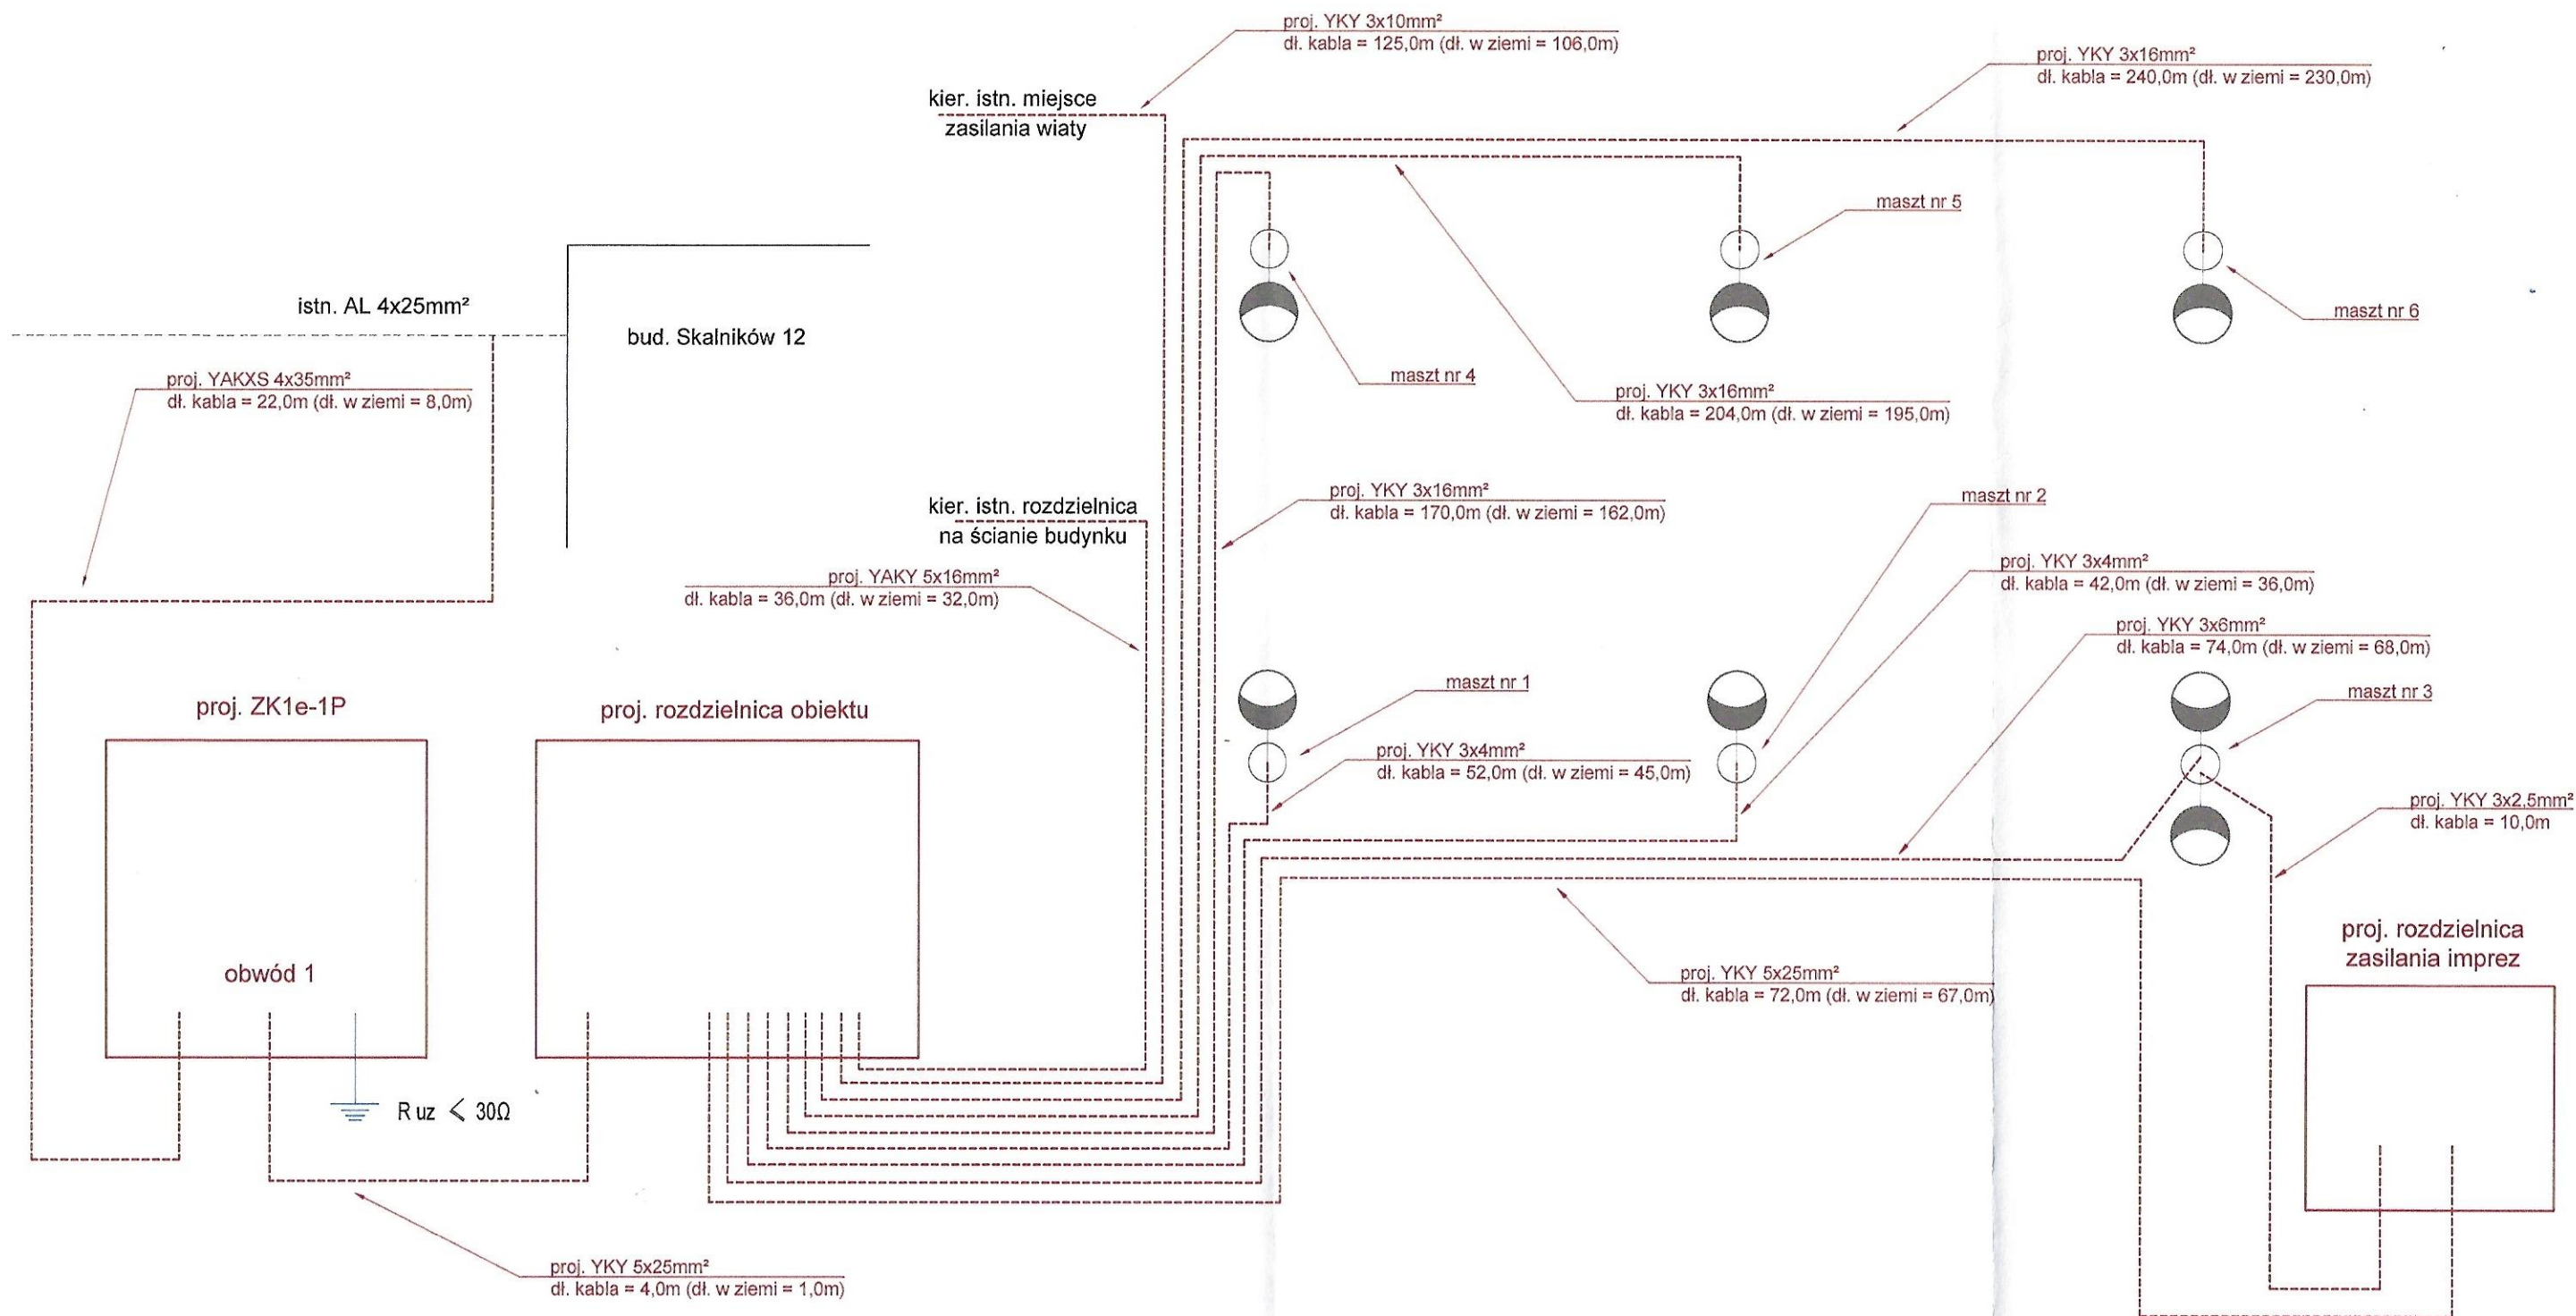 proj. YKY 3x10mm²
dł. kabla = 125,0m (dł. w ziemi = 106,0m)
proj. YKY 3x16mm²
dł. kabla = 240,0m (dł. w ziemi = 230,0m)
kier. istn. miejsce
zasilania wiaty
maszt nr 5
istn. AL 4x25mm²
bud. Skalników 12
maszt nr 6
proj. YAKXS 4x35mm²
dł. kabla = 22,0m (dł. w ziemi = 8,0m)
maszt nr 4
proj. YKY 3x16mm²
dł. kabla = 204,0m (dł. w ziemi = 195,0m)
proj. YKY 3x16mm²
dł. kabla = 170,0m (dł. w ziemi = 162,0m)
maszt nr 2
kier. istn. rozdzielnica
na ścianie budynku
proj. YAKY 5x16mm²
dł. kabla = 36,0m (dł. w ziemi = 32,0m)
proj. YKY 3x4mm²
dł. kabla = 42,0m (dł. w ziemi = 36,0m)
proj. YKY 3x6mm²
dł. kabla = 74,0m (dł. w ziemi = 68,0m)
proj. ZK1e-1P
proj. rozdzielnica obiektu
maszt nr 1
maszt nr 3
proj. YKY 3x4mm²
dł. kabla = 52,0m (dł. w ziemi = 45,0m)
proj. YKY 3x2,5mm²
dł. kabla = 10,0m
proj. rozdzielnica
zasilania imprez
obwód 1
proj. YKY 5x25mm²
dł. kabla = 72,0m (dł. w ziemi = 67,0m)
R uz < 30Ω
proj. YKY 5x25mm²
dł. kabla = 4,0m (dł. w ziemi = 1,0m)